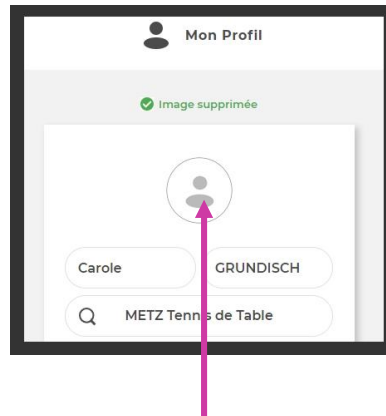 Mon Profil
Image supprimée
Carole GRUNDISCH
METZ Tennis de Table